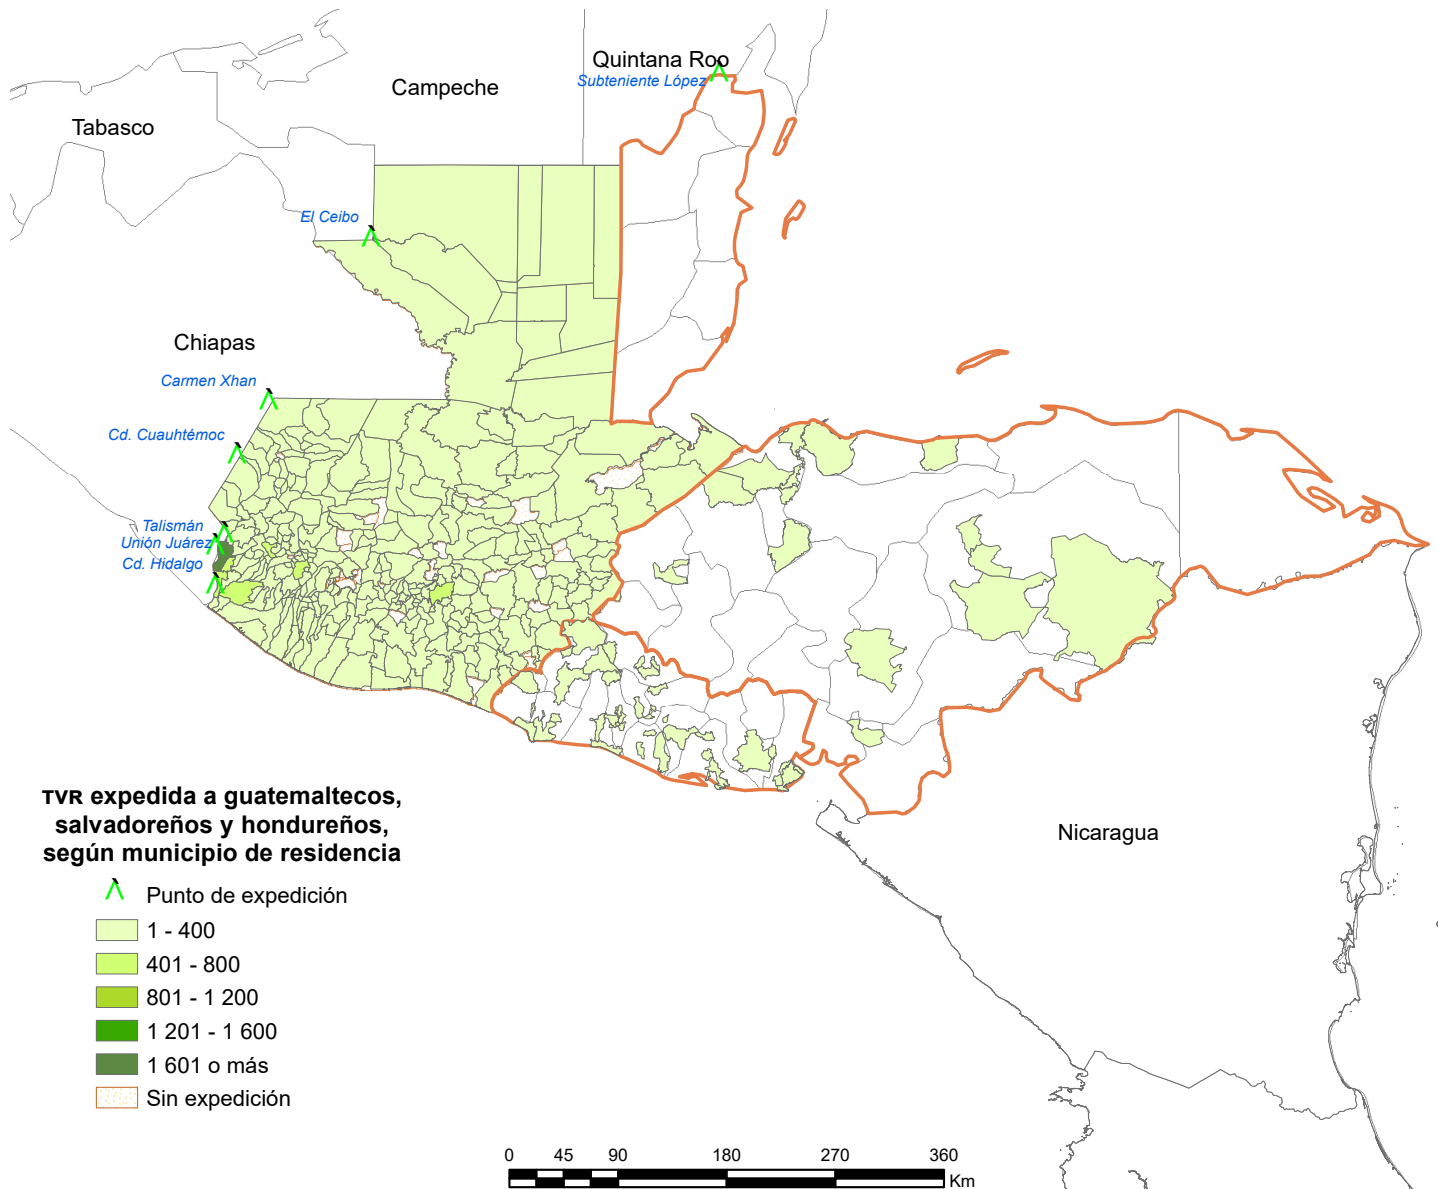 Quintana Roo
Subteniente López
Campeche
Tabasco
El Ceibo
Chiapas
Carmen Xhan
Cd. Cuauhtémoc
Talismán
Unión Juárez
Cd. Hidalgo
TVR expedida a guatemaltecos,
salvadoreños y hondureños,
según municipio de residencia
Nicaragua
Punto de expedición
1 - 400
401 - 800
801 - 1 200
1 201 - 1 600
1 601 o más
Sin expedición
0 45 90 180 270 360
Km